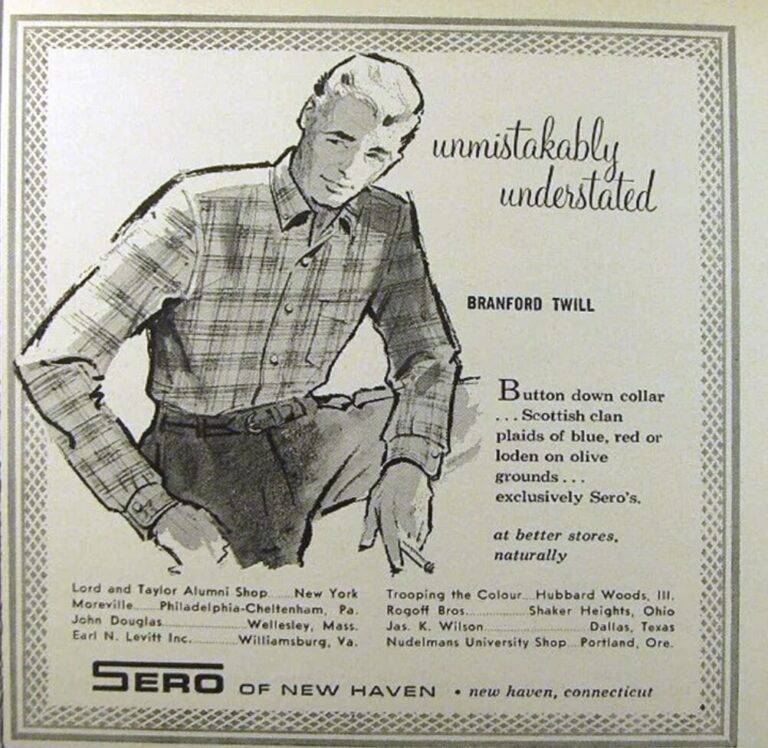 unmistakably
understated
BRANFORD TWILL
Button down collar
. . . Scottish clan
plaids of blue, red or
loden on olive
grounds . . .
exclusively Sero's.
at better stores,
naturally
Lord and Taylor Alumni Shop......New York
Moreville......Philadelphia-Cheltenham, Pa.
John Douglas....................Wellesley, Mass.
Earl N. Levitt Inc...............Williamsburg, Va.
Trooping the Colour...Hubbard Woods, Ill.
Rogoff Bros...............Shaker Heights, Ohio
Jas. K. Wilson..........................Dallas, Texas
Nudelmans University Shop...Portland, Ore.
SERO OF NEW HAVEN • new haven, connecticut